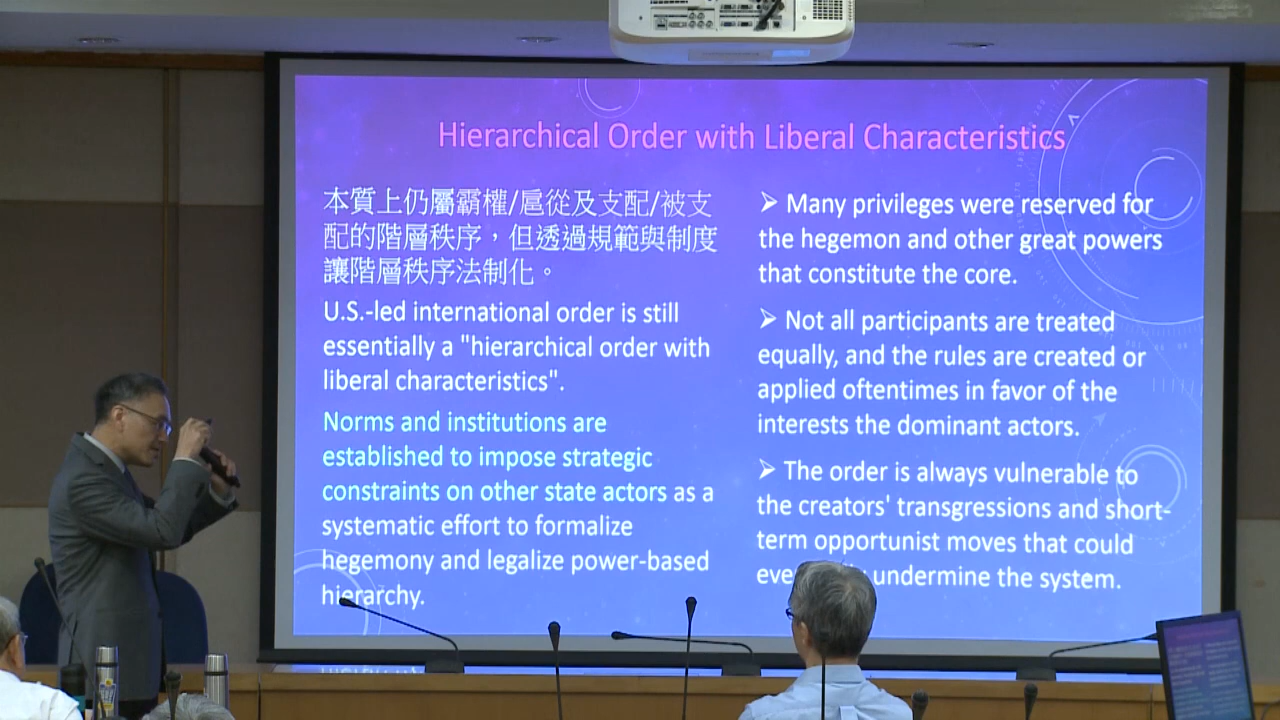 Hierarchical Order with Liberal Characteristics
本質上仍屬霸權/扈從及支配/被支
配的階層秩序，但透過規範與制度
讓階層秩序法制化。
U.S.-led international order is still
essentially a "hierarchical order with
liberal characteristics".
Norms and institutions are
established to impose strategic
constraints on other state actors as a
systematic effort to formalize
hegemony and legalize power-based
hierarchy.
➢ Many privileges were reserved for
the hegemon and other great powers
that constitute the core.
➢ Not all participants are treated
equally, and the rules are created or
applied oftentimes in favor of the
interests the dominant actors.
➢ The order is always vulnerable to
the creators' transgressions and short-
term opportunist moves that could
undermine the system.